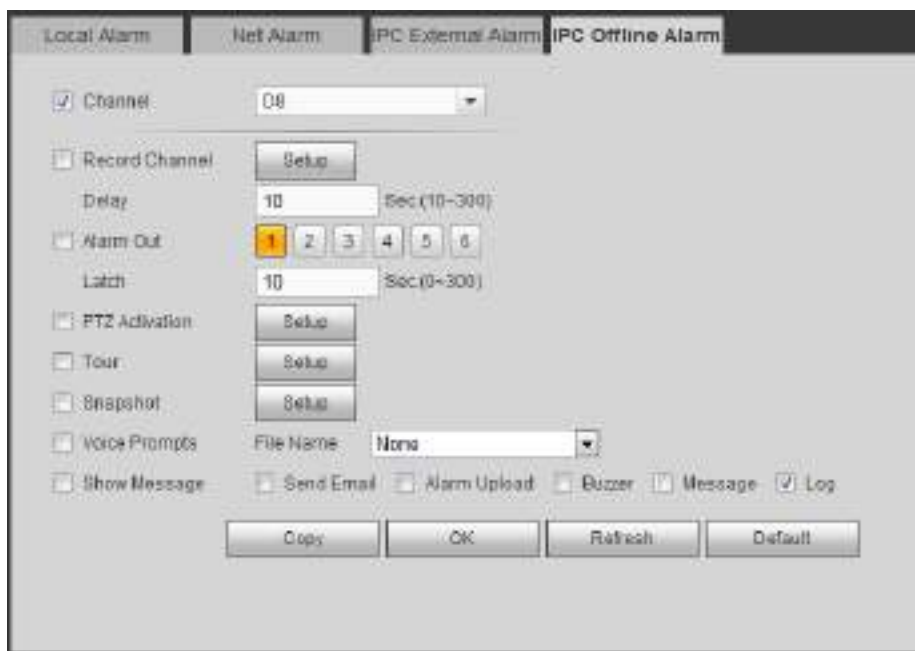 Local Alarm Net Alarm IPC External Alarm IPC Offline Alarm
Channel D8
Record Channel Setup
Delay 10 Sec.(10~300)
Alarm Out 1 2 3 4 5 6
Latch 10 Sec.(0~300)
PTZ Activation Setup
Tour Setup
Snapshot Setup
Voice Prompts File Name None
Show Message Send Email Alarm Upload Buzzer Message Log
Copy OK Refresh Default